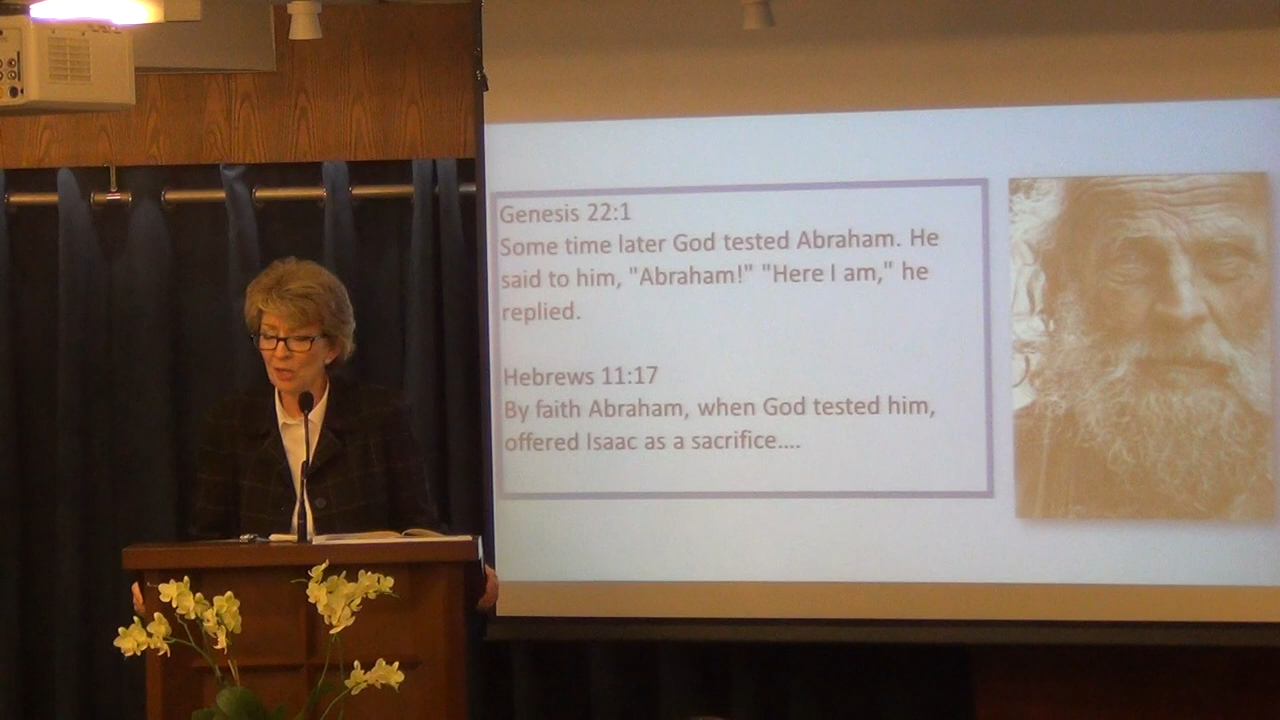 Genesis 22:1
Some time later God tested Abraham. He
said to him, "Abraham!" "Here I am," he
replied.
Hebrews 11:17
By faith Abraham, when God tested him,
offered Isaac as a sacrifice....